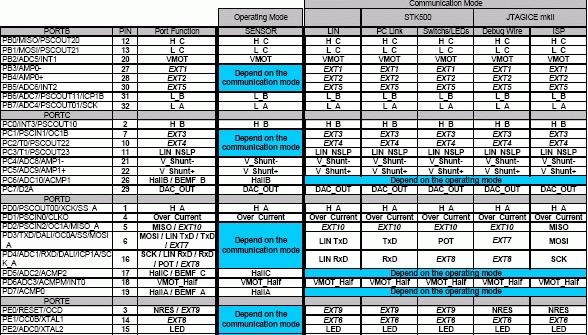 Communication Mode
Operating Mode STK500 JTAGICE mkII
PORTB PIN Port Function SENSOR LIN PC Link Switchs/LEDs Debug Wire ISP
PB0/MISO/PSCOUT20 12 H_C H_C H_C H_C H_C H_C H_C
PB1/MOSI/PSCOUT21 13 L_C L_C L_C L_C L_C L_C L_C
PB2/ADC5/INT1 20 VMOT VMOT VMOT VMOT VMOT VMOT VMOT
PB3/AMP0- 27 EXT1 Depend on the communication mode EXT1 EXT1 EXT1 EXT1 EXT1
PB4/AMP0+ 28 EXT2 EXT2 EXT2 EXT2 EXT2 EXT2
PB5/ADC6/INT2 30 EXT5 EXT5 EXT5 EXT5 EXT5 EXT5
PB6/ADC7/PSCOUT11/ICP1B 31 L_B L_B L_B L_B L_B L_B L_B
PB7/ADC4/PSCOUT01/SCK 32 L_A L_A L_A L_A L_A L_A L_A
PORTC
PC0/INT3/PSCOUT10 2 H_B H_B H_B H_B H_B H_B H_B
PC1/PSCIN1/OC1B 7 EXT3 Depend on the communication mode EXT3 EXT3 EXT3 EXT3 EXT3
PC2/T0/PSCOUT22 10 EXT4 EXT4 EXT4 EXT4 EXT4 EXT4
PC3/T1/PSCOUT23 11 LIN_NSLP LIN_NSLP LIN_NSLP LIN_NSLP LIN_NSLP LIN_NSLP
PC4/ADC8/AMP1- 21 V_Shunt- V_Shunt- V_Shunt- V_Shunt- V_Shunt- V_Shunt- V_Shunt-
PC5/ADC9/AMP1+ 22 V_Shunt+ V_Shunt+ V_Shunt+ V_Shunt+ V_Shunt+ V_Shunt+ V_Shunt+
PC6/ADC10/ACMP1 26 HallB / BEMF_B HallB Depend on the operating mode
PC7/D2A 29 DAC_OUT DAC_OUT DAC_OUT DAC_OUT DAC_OUT DAC_OUT DAC_OUT
PORTD
PD0/PSCOUT00/XCK/SS_A 1 H_A H_A H_A H_A H_A H_A H_A
PD1/PSCIN0/CLKO 4 Over_Current Over_Current Over_Current Over_Current Over_Current Over_Current Over_Current
PD2/PSCIN2/OC1A/MISO_A 5 MISO / EXT10 Depend on the communication mode EXT10 EXT10 EXT10 EXT10 MISO
PD3/TXD/DALI/OC0A/SS/MOSI_A 6 MOSI / LIN TxD / TxD / EXT7 LIN TxD TxD POT EXT7 MOSI
PD4/ADC1/RXD/DALI/ICP1A/SCK_A 16 SCK / LIN RxD / RxD / POT / EXT8 LIN RxD RxD EXT8 EXT8 SCK
PD5/ADC2/ACMP2 17 HallC / BEMF_C HallC Depend on the operating mode
PD6/ADC3/ACMPM/INT0 18 VMOT_Half VMOT_Half VMOT_Half VMOT_Half VMOT_Half VMOT_Half VMOT_Half
PD7/ACMP0 19 HallA / BEMF_A HallA Depend on the operating mode
PORTE
PE0/RESET/OCD 3 NRES / EXT9 Depend on the communication mode EXT9 EXT9 EXT9 NRES NRES
PE1/OC0B/XTAL1 14 EXT6 EXT6 EXT6 EXT6 EXT6 EXT6
PE2/ADC0/XTAL2 15 LED LED LED LED LED LED